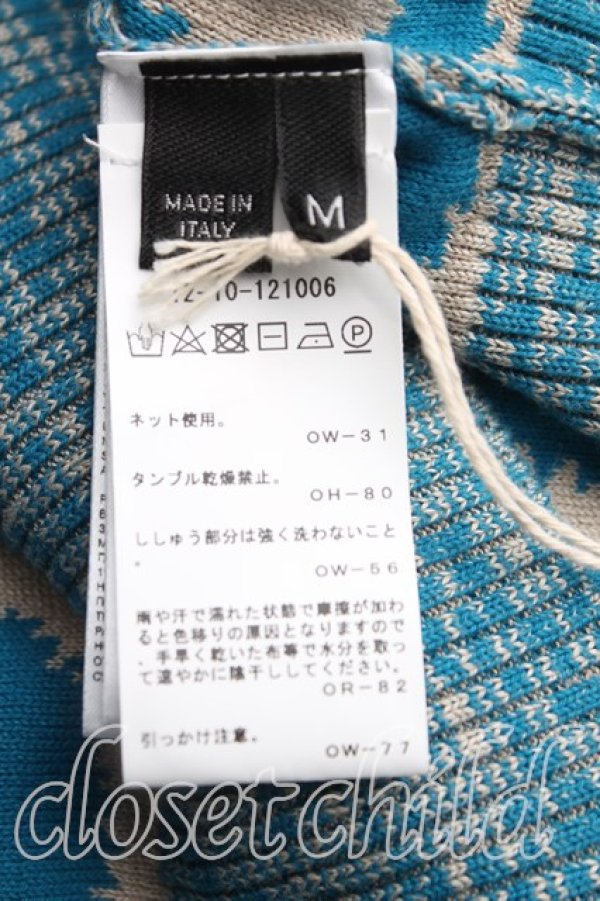 MADE IN
ITALY
M
12-10-121006
P
ネット使用。
OW-31
タンブル乾燥禁止。
OH-80
ししゅう部分は強く洗わないこと
。
OW-56
雨や汗で濡れた状態で摩擦が加わ
ると色移りの原因となりますので
、手早く乾いた布等で水分を取っ
て速やかに陰干ししてください。
OR-82
引っかけ注意。
OW-77
closet child